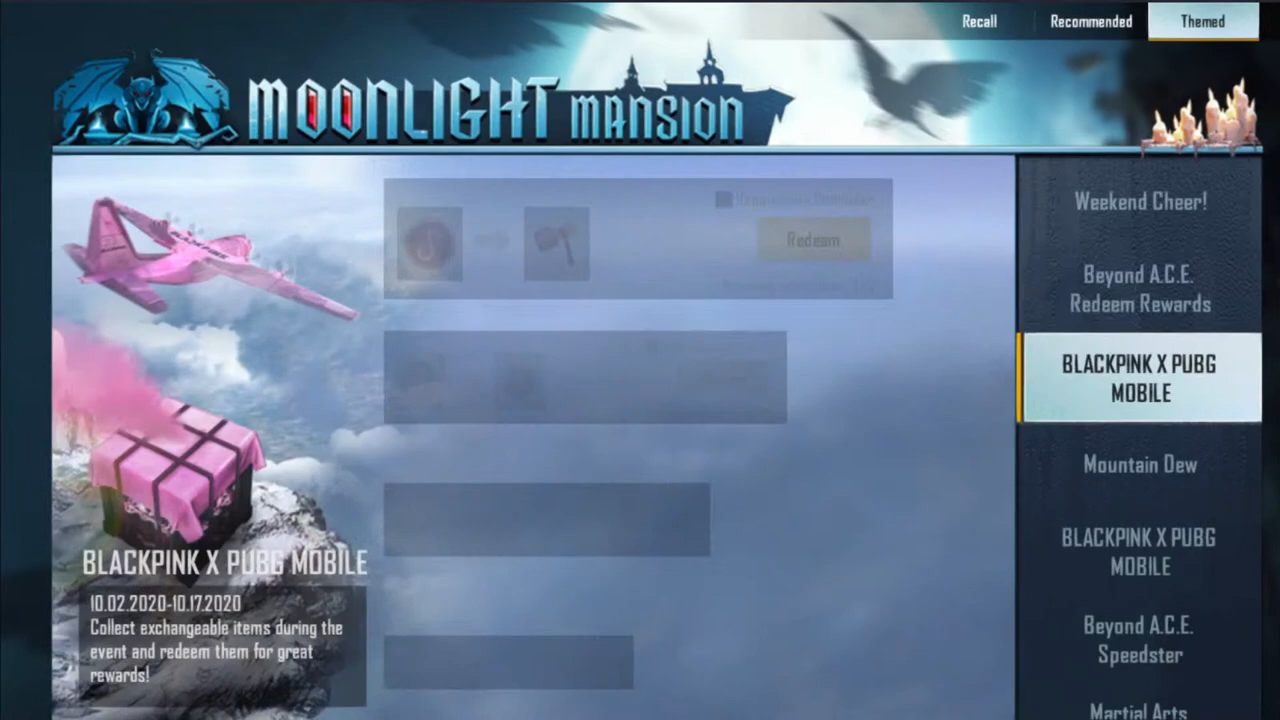 Recall
Recommended
Themed
MOONLIGHT MANSION
Weekend Cheer!
Beyond A.C.E.
Redeem Rewards
BLACKPINK X PUBG
MOBILE
Mountain Dew
BLACKPINK X PUBG
MOBILE
Beyond A.C.E.
Speedster
Martial Arts
Redeem
BLACKPINK X PUBG MOBILE
10.02.2020-10.17.2020
Collect exchangeable items during the
event and redeem them for great
rewards!